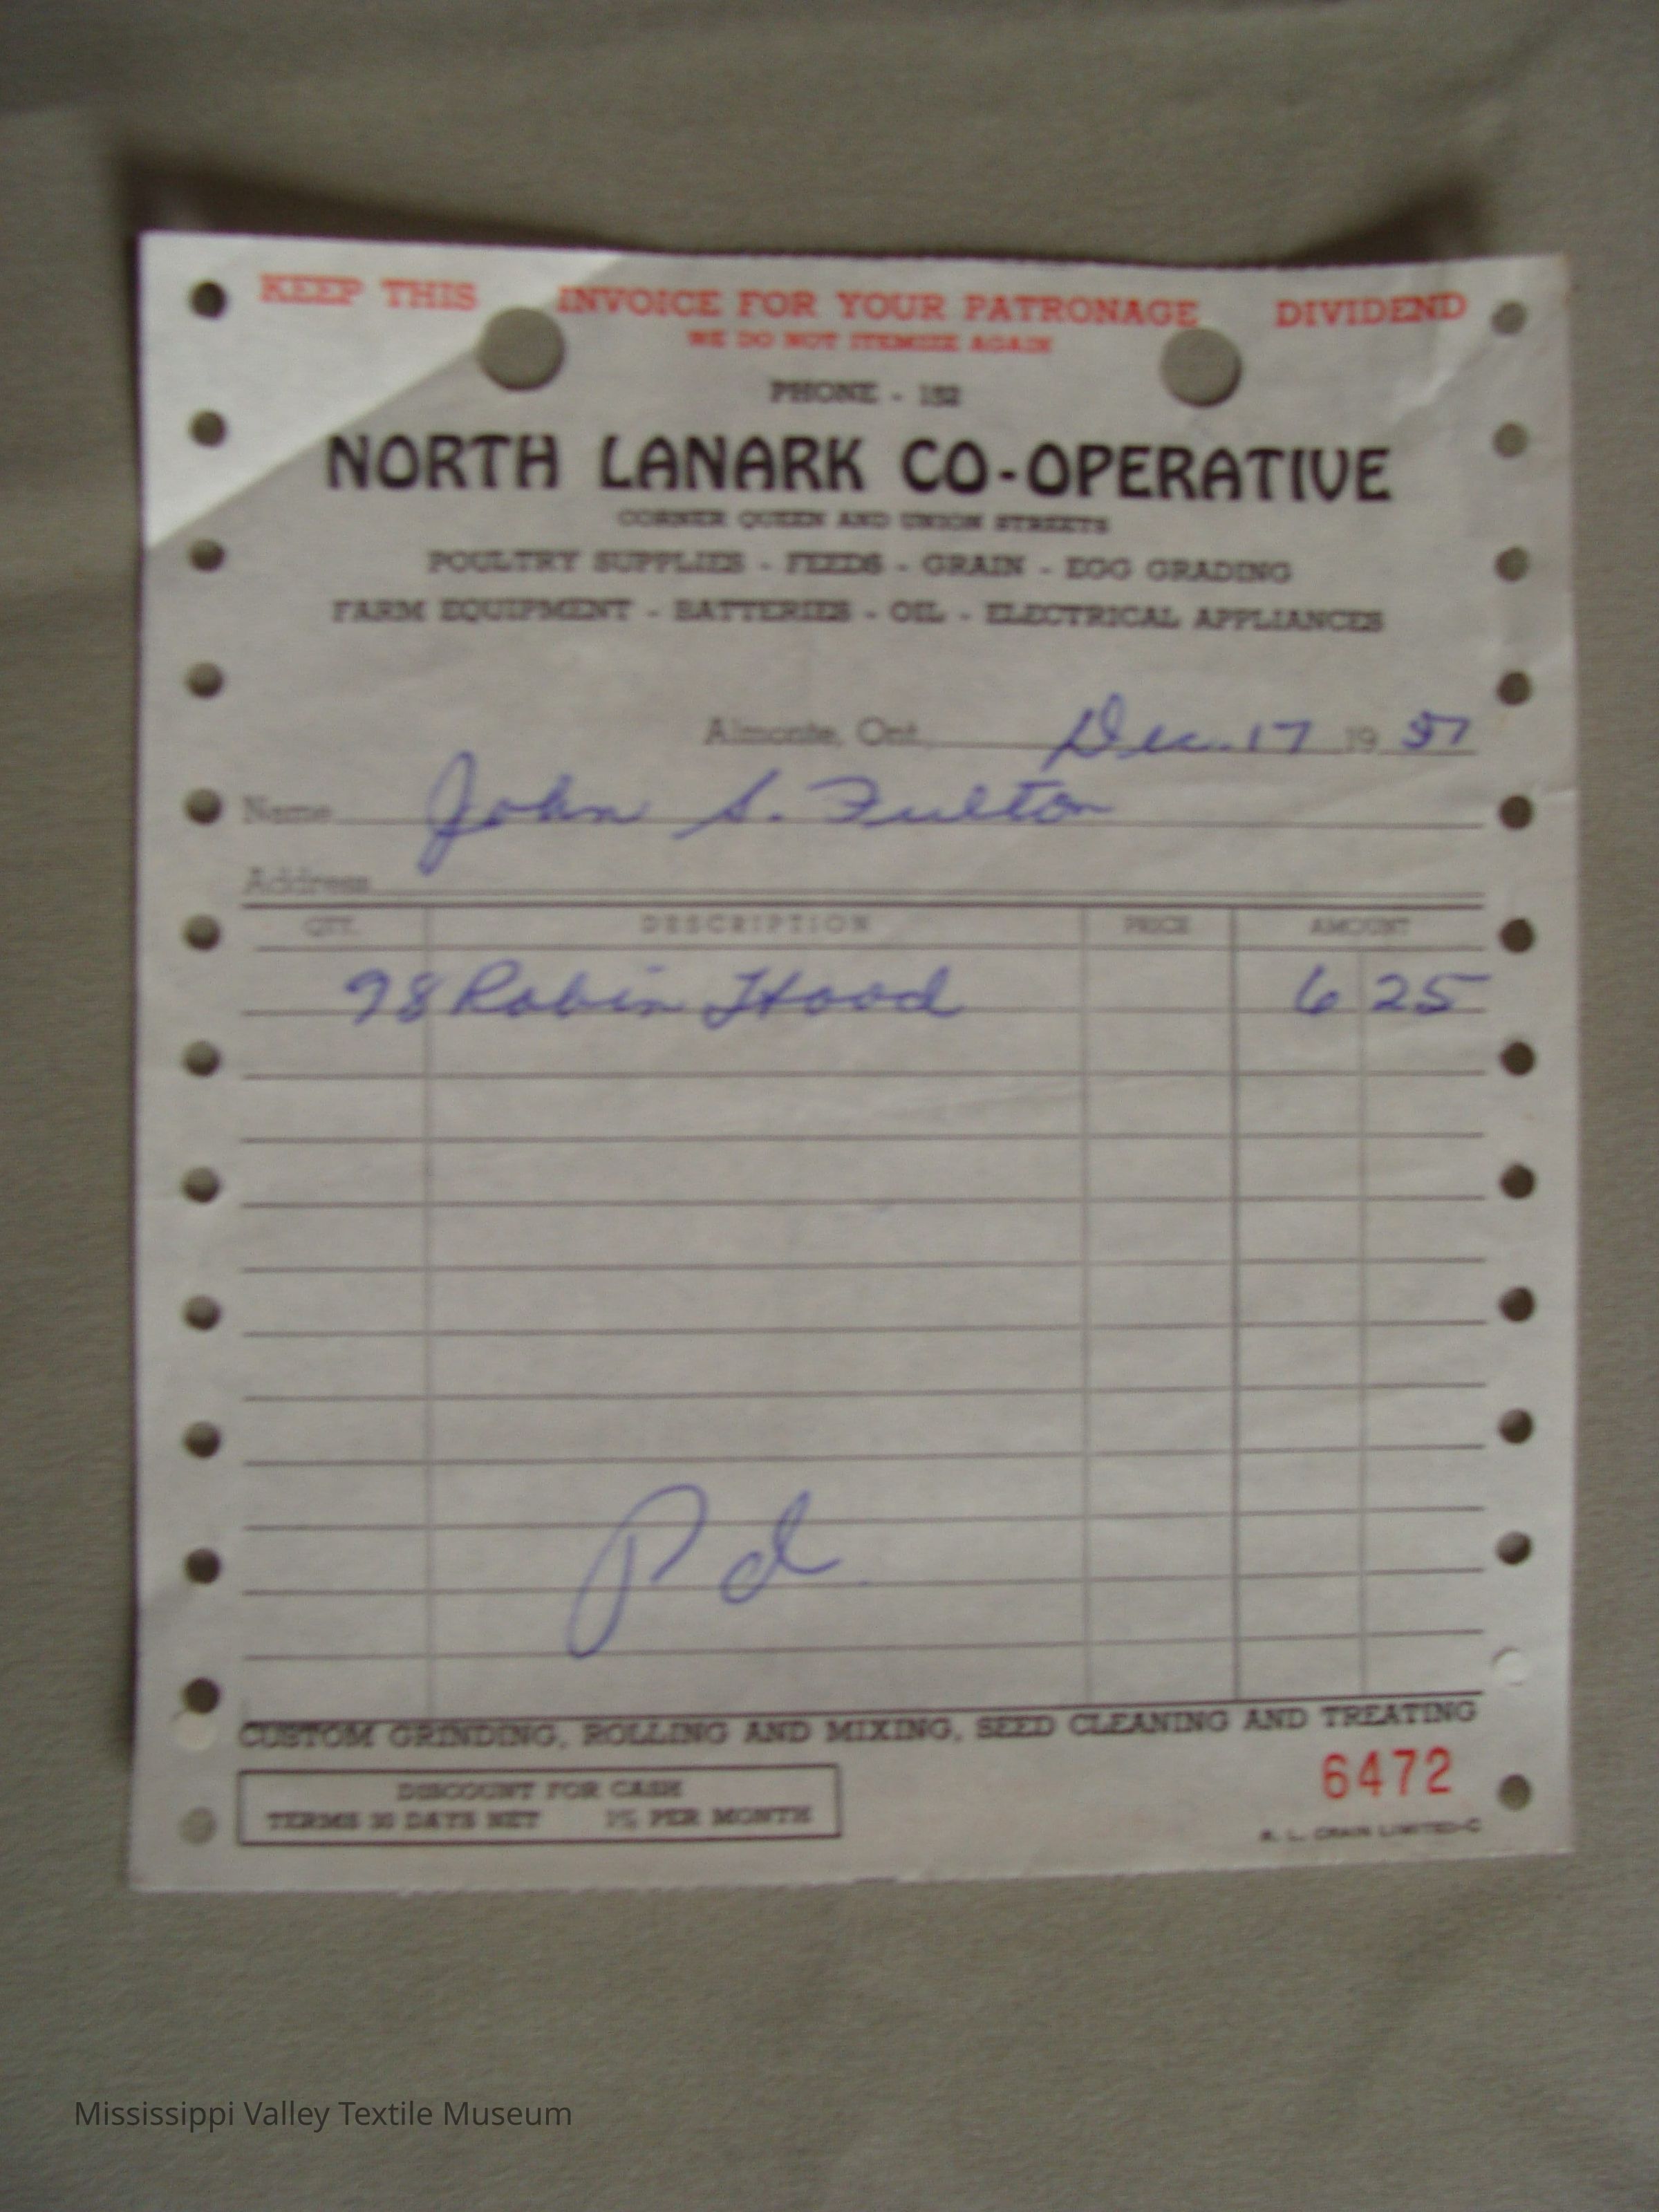 KEEP THIS INVOICE FOR YOUR PATRONAGE DIVIDEND
WE DO NOT ITEMIZE AGAIN
PHONE - 152
NORTH LANARK CO-OPERATIVE
CORNER QUEEN AND UNION STREETS
POULTRY SUPPLIES - FEEDS - GRAIN - EGG GRADING
FARM EQUIPMENT - BATTERIES - OIL - ELECTRICAL APPLIANCES
Almonte, Ont. Dec. 17 19 57
Name John S. Fulton
Address
QTY. DESCRIPTION PRICE AMOUNT
98 Robin Hood 6 25
Pd.
CUSTOM GRINDING, ROLLING AND MIXING, SEED CLEANING AND TREATING
6472
DISCOUNT FOR CASH
TERMS 30 DAYS NET 1% PER MONTH
R. L. CRAIN LIMITED-C
Mississippi Valley Textile Museum